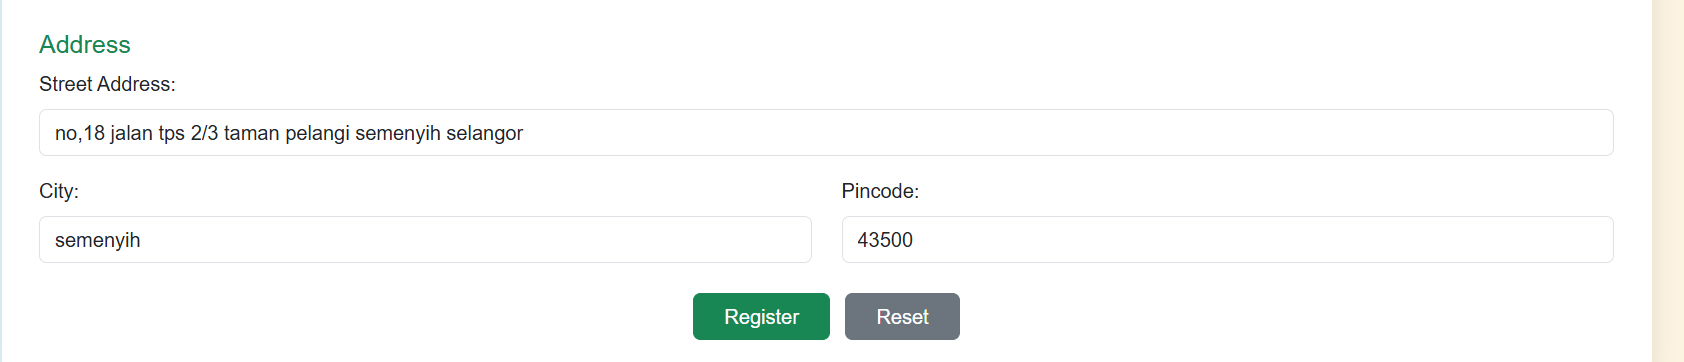 Address
Street Address:
no,18 jalan tps 2/3 taman pelangi semenyih selangor
City:
Pincode:
semenyih
43500
Register
Reset